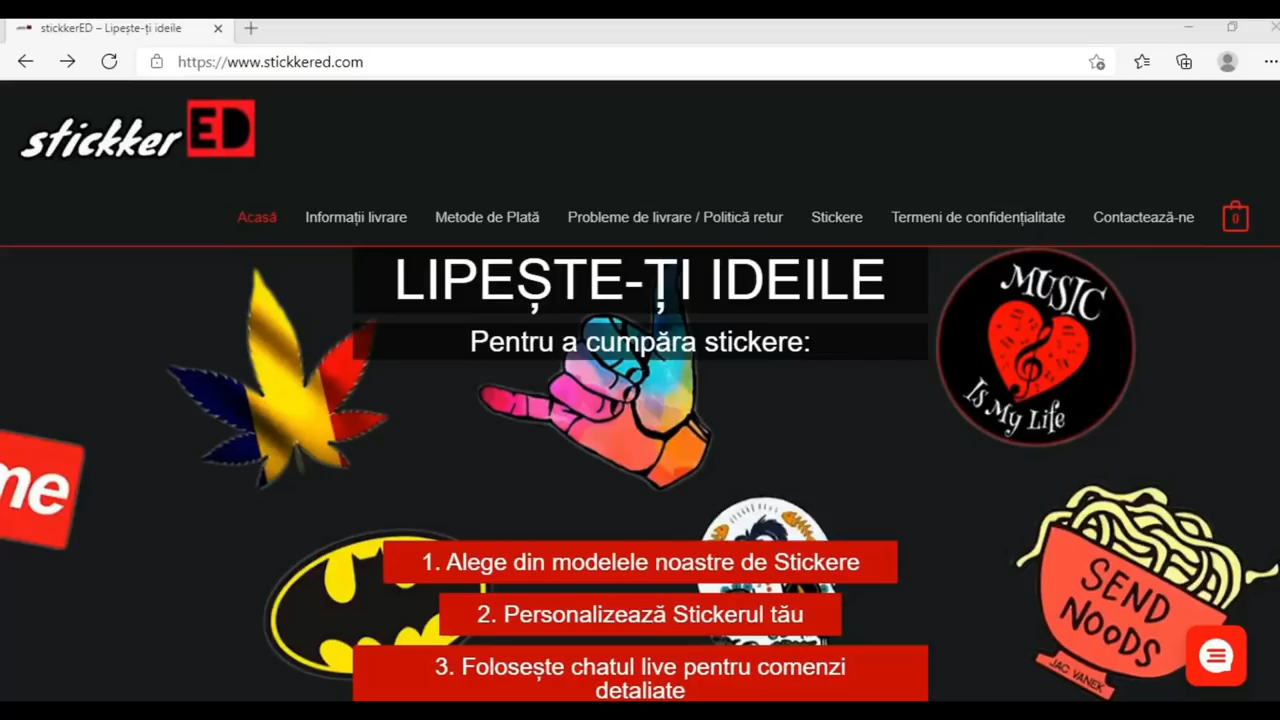 stickkerED – Lipește-ți ideile
https://www.stickkered.com
stickker ED
Acasă
Informații livrare
Metode de Plată
Probleme de livrare / Politică retur
Stickere
Termeni de confidențialitate
Contactează-ne
0
LIPEȘTE-ȚI IDEILE
Pentru a cumpăra stickere:
MUSIC
Is My Life
me
1. Alege din modelele noastre de Stickere
2. Personalizează Stickerul tău
3. Folosește chatul live pentru comenzi
detaliate
SEND
NOODS
JAC VANEK